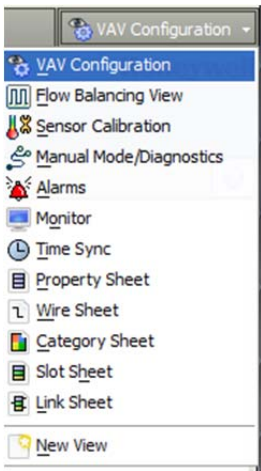 VAV Configuration
VAV Configuration
Flow Balancing View
Sensor Calibration
Manual Mode/Diagnostics
Alarms
Monitor
Time Sync
Property Sheet
Wire Sheet
Category Sheet
Slot Sheet
Link Sheet
New View